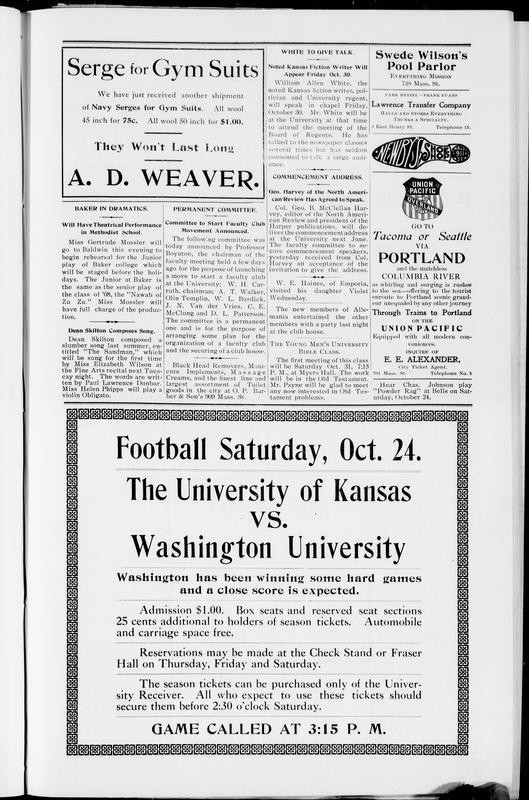 Serge for Gym Suits
We have just received another shipment
of Navy Serges for Gym Suits. All wool
45 inch for 75c. All wool 50 inch for $1.00.
They Won't Last Long
A. D. WEAVER.
BAKER IN DRAMATICS.
Will Have Theatrical Performance
in Methodist School.
Miss Gertrude Mossler will
go to Baldwin this evening to
begin rehearsal for the Junior
play of Baker college which
will be staged before the holi-
days. The Junior at Baker is
the same as the senior play of
the class of '08, the "Nawab of
Zu Zu." Miss Mossler will
have full charge of the produc-
tion.
Dean Skilton Composes Song.
Dean Skilton composed a
slumber song last summer, en-
titled "The Sandman," which
will be sung for the first time
by Miss Elizabeth Wilson at
the Fine Arts recital next Tues-
day night. The words are writ-
ten by Paul Lawrence Dunbar.
Miss Helen Phipps will play a
violin Obligato.
PERMANENT COMMITTEE.
Committee to Start Faculty Club
Movement Announced.
The following committee was
today announced by Professor
Boynton, the chairman of the
faculty meeting held a few days
ago for the purpose of launching
a move to start a faculty club
at the University: W. H. Car-
ruth, chairman; A. T. Walker,
Olin Templin, W. L. Burdick,
J. N. Van der Vries, C. E.
McClung and D. L. Patterson.
The committee is a permanent
one and is for the purpose of
arranging some plan for the
organization of a faculty club
and the securing of a club house.
Black Head Removers, Mani-
cure Implements, Massage
Creams, and the finest line and
largest assortment of Toilet
goods in the city at O. P. Bar-
ber & Son's 909 Mass. St.
WHITE TO GIVE TALK.
Noted Kansas Fiction Writer Will
Appear Friday Oct. 30.
William Allen White, the
noted Kansas fiction writer, pol-
itician and University regent,
will speak in chapel Friday,
October 30. Mr. White will be
at the University at that time
to attend the meeting of the
Board of Regents. He has
talked to the newspaper classes
several times but has seldom
consented to talk a large audi-
ence.
COMMENCEMENT ADDRESS.
Geo. Harvey of the North Ameri-
can Review Has Agreed to Speak.
Col. Geo. B. McClellan Har-
vey, editor of the North Ameri-
can Review and president of the
Harper publications, will de-
liver the commencement address
at the University next June.
The faculty committee to se-
cure commencement speakers,
yesterday received from Col.
Harvey an acceptance of the
invitation to give the address.
W. E. Haines, of Emporia,
visited his daughter Violet
Wednesday.
The new members of Alle-
mania entertained the other
members with a party last night
at the club house.
THE YOUNG MEN'S UNIVERSITY
BIBLE CLASS.
The first meeting of this class
will be Saturday Oct. 31, 7:15
P. M., at Myers Hall. The work
will be in the Old Testament.
Mr. Payne will be glad to meet
any now interested in Old Tes-
tament problems.
Swede Wilson's
Pool Parlor
EVERYTHING MISSION
728 MASS. ST.
PARK HETZEL - FRANK EVANS
Lawrence Transfer Company
HAULS AND STORES EVERYTHING
TRUNKS A SPECIALTY.
East Henry St. Telephone 15.
NEWBY'S SHOE
UNION
PACIFIC
OVERLAND
GO TO
Tacoma or Seattle
VIA
PORTLAND
and the matchless
COLUMBIA RIVER
as whirling and surging is rushes
to the sea—offering to the tourist
enroute to Portland scenic grand-
eur unequaled by any other journey
Through Trains to Portland
ON THE
UNION PACIFIC
Equipped with all modern con-
veniences.
INQUIRE OF
E. E. ALEXANDER,
City Ticket Agent.
Mass. St. Telephone No. 5
Hear Chas. Johnson play
"Powder Rag" at Bells on Sat-
urday, October 24.
Football Saturday, Oct. 24.
The University of Kansas
VS.
Washington University
Washington has been winning some hard games
and a close score is expected.
Admission $1.00. Box seats and reserved seat sections
25 cents additional to holders of season tickets. Automobile
and carriage space free.
Reservations may be made at the Check Stand or Fraser
Hall on Thursday, Friday and Saturday.
The season tickets can be purchased only of the Univer-
sity Receiver. All who expect to use these tickets should
secure them before 2:30 o'clock Saturday.
GAME CALLED AT 3:15 P. M.